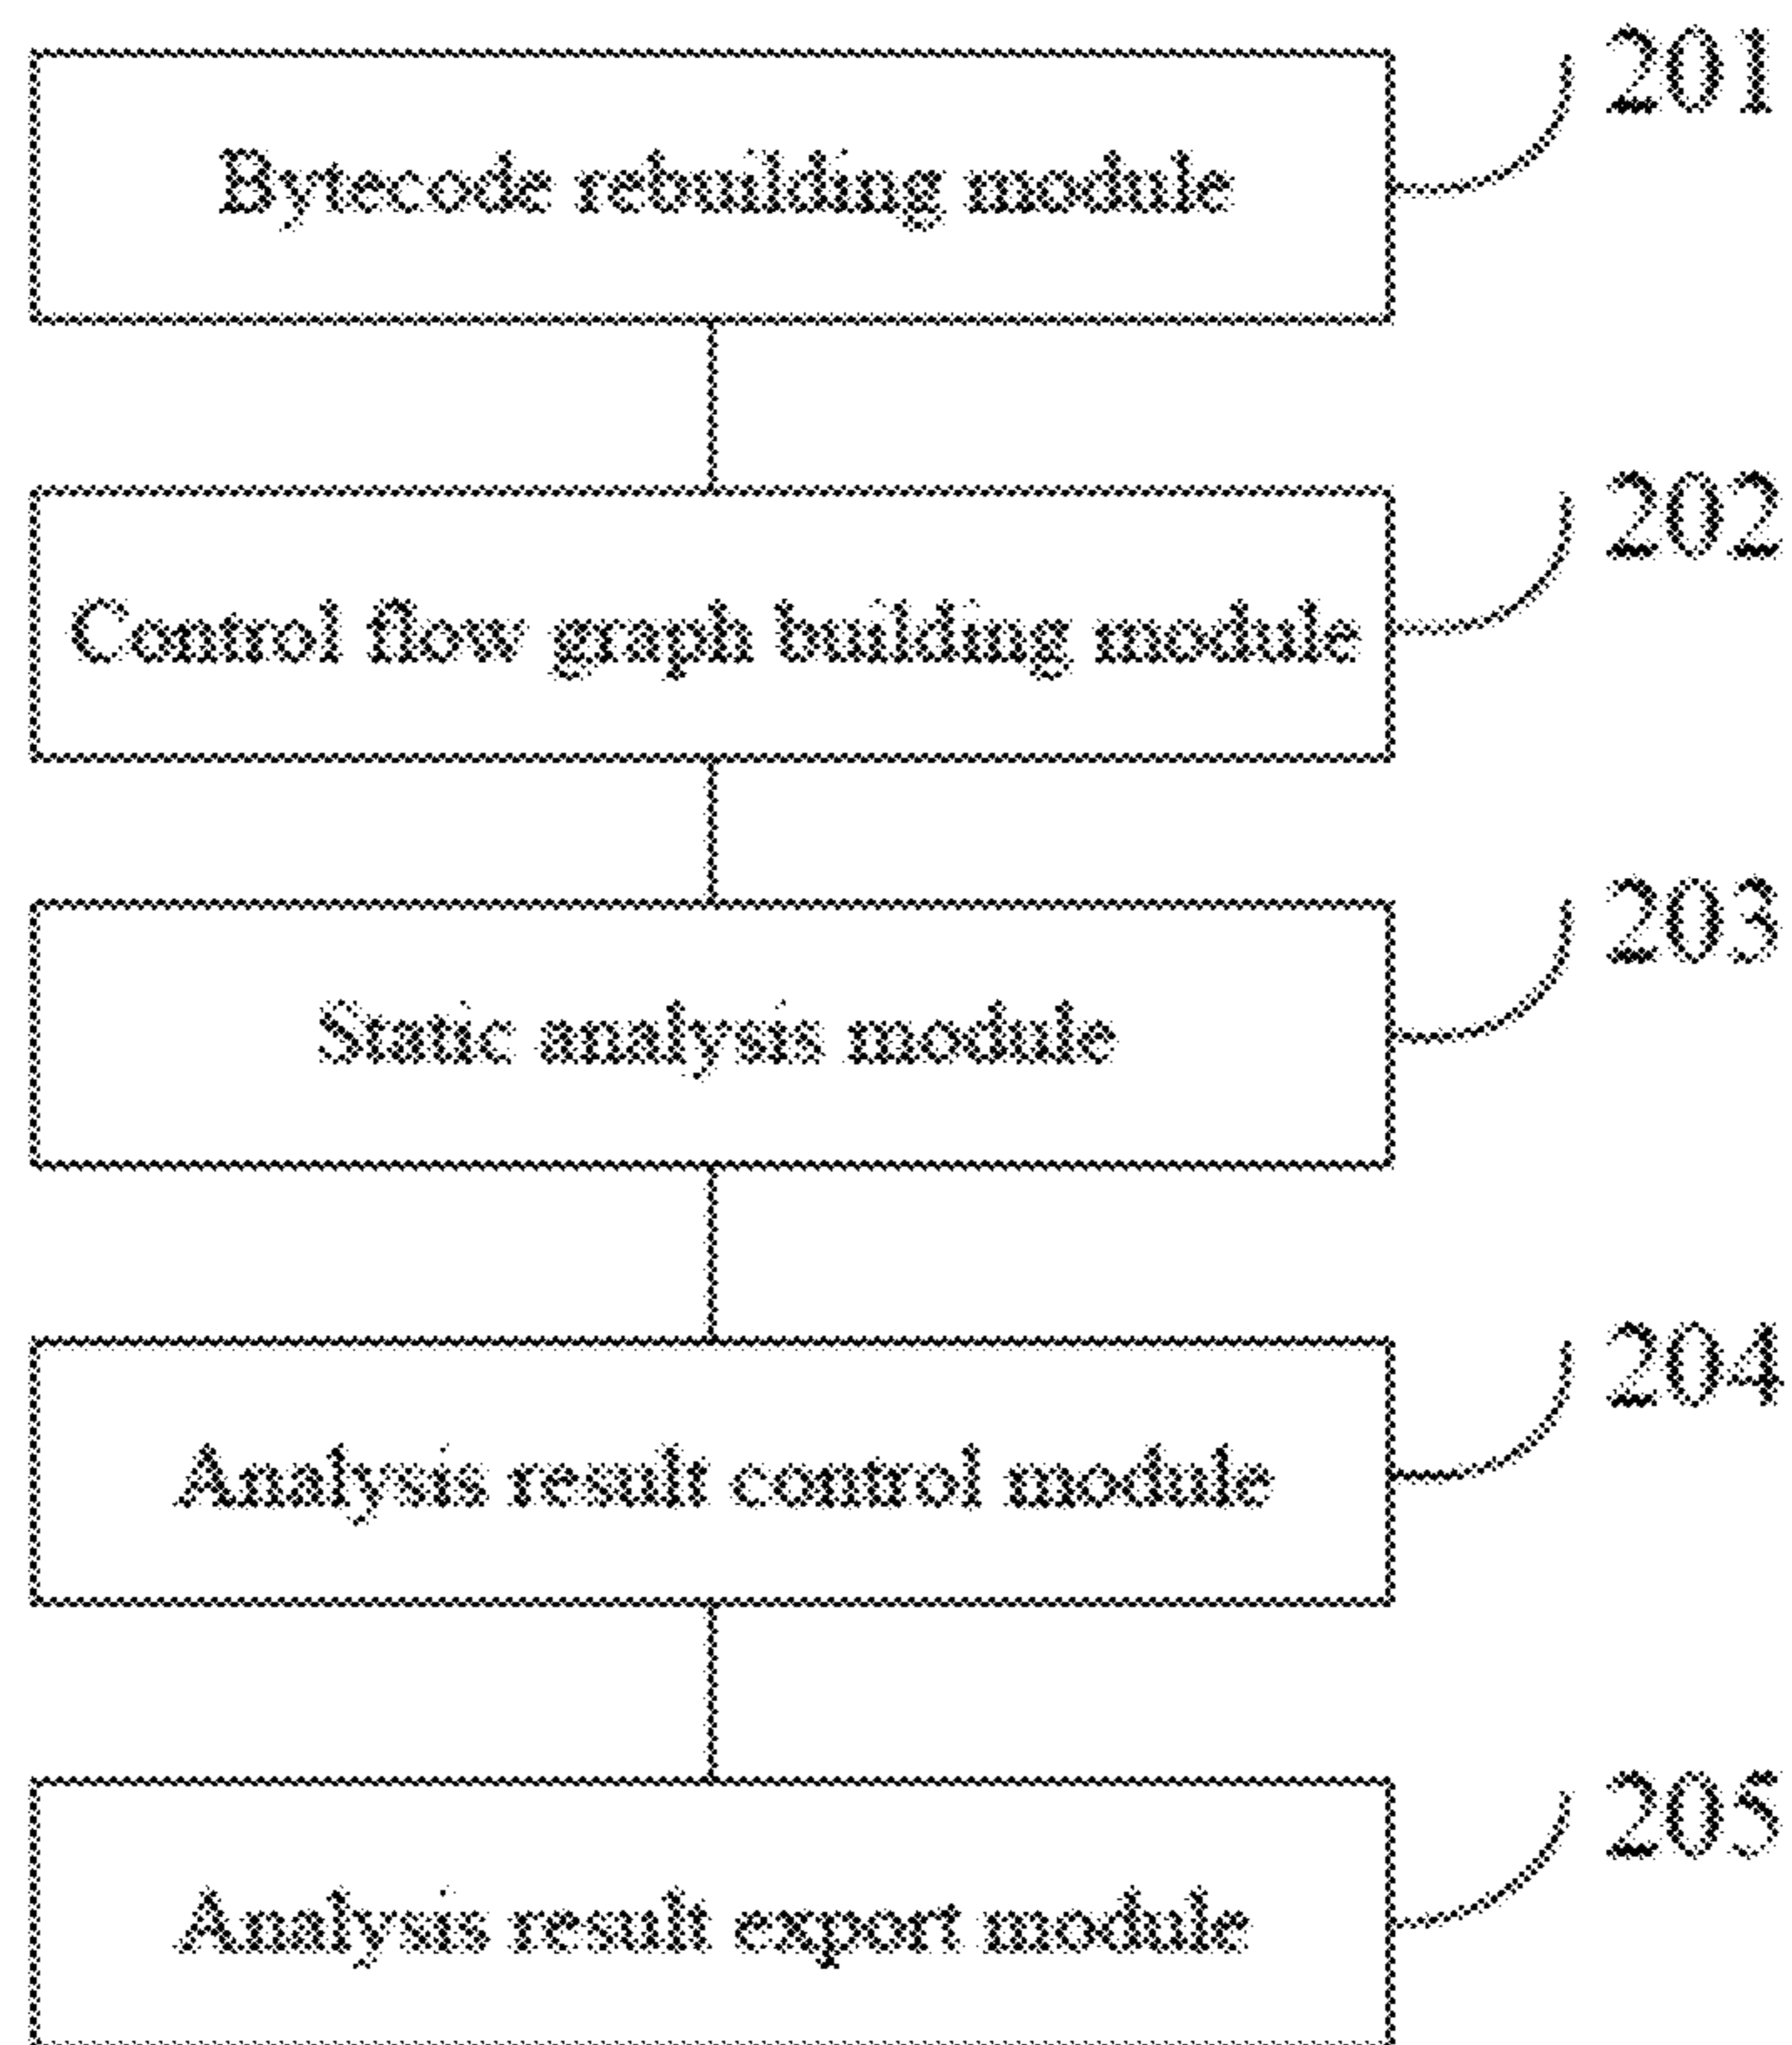 201
Bytecode rebuilding module
202
Control flow graph building module
203
Static analysis module
204
Analysis result control module
205
Analysis result export module